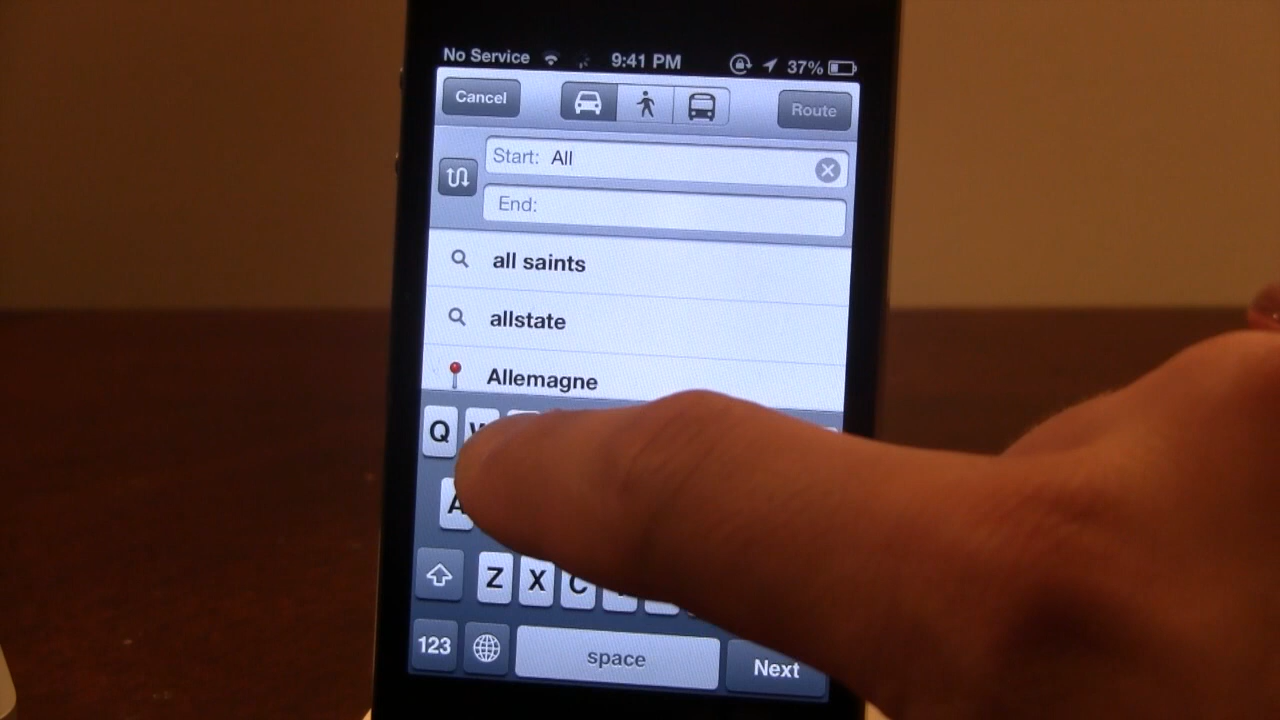 No Service 9:41 PM 37%
Cancel Route
Start: All
End:
all saints
allstate
Allemagne
Q W
A
Z X C
123 space Next